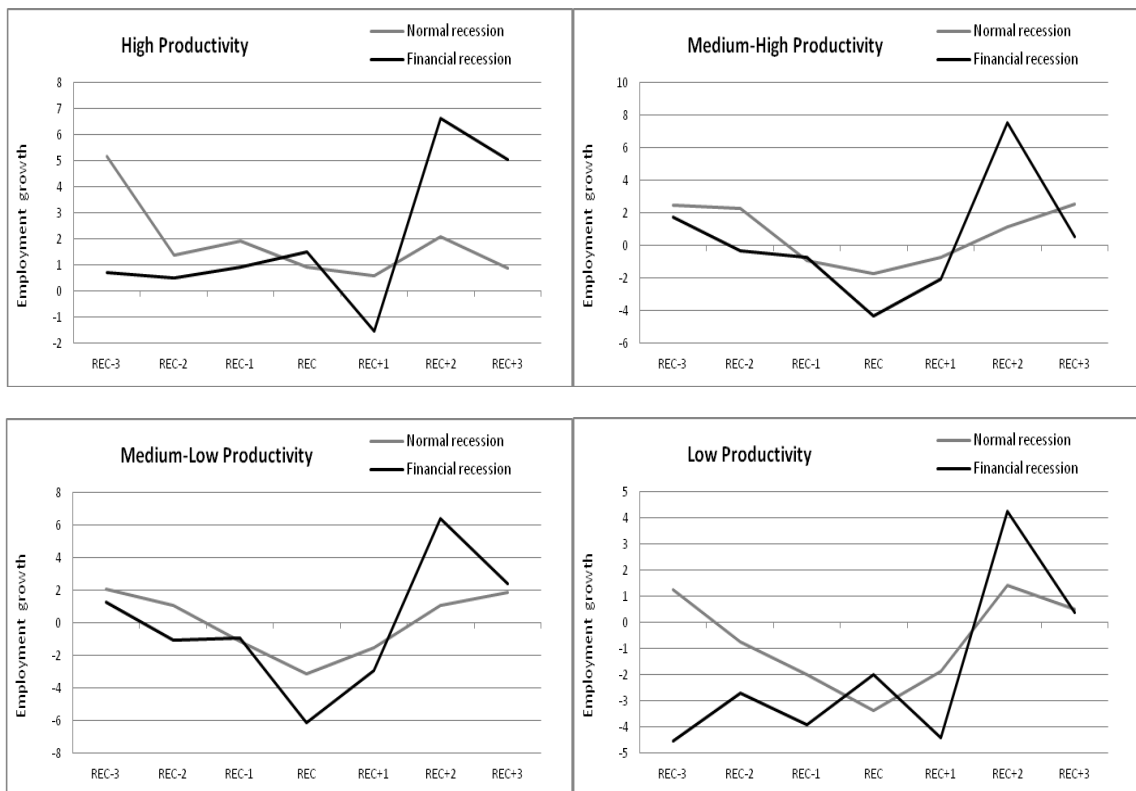 High Productivity
Normal recession
Financial recession
Employment growth
8
7
6
5
4
3
2
1
0
-1
-2
REC-3 REC-2 REC-1 REC REC+1 REC+2 REC+3
Medium-High Productivity
Normal recession
Financial recession
Employment growth
10
8
6
4
2
0
-2
-4
-6
REC-3 REC-2 REC-1 REC REC+1 REC+2 REC+3
Medium-Low Productivity
Normal recession
Financial recession
Employment growth
8
6
4
2
0
-2
-4
-6
-8
REC-3 REC-2 REC-1 REC REC+1 REC+2 REC+3
Low Productivity
Normal recession
Financial recession
Employment growth
5
4
3
2
1
0
-1
-2
-3
-4
-5
REC-3 REC-2 REC-1 REC REC+1 REC+2 REC+3